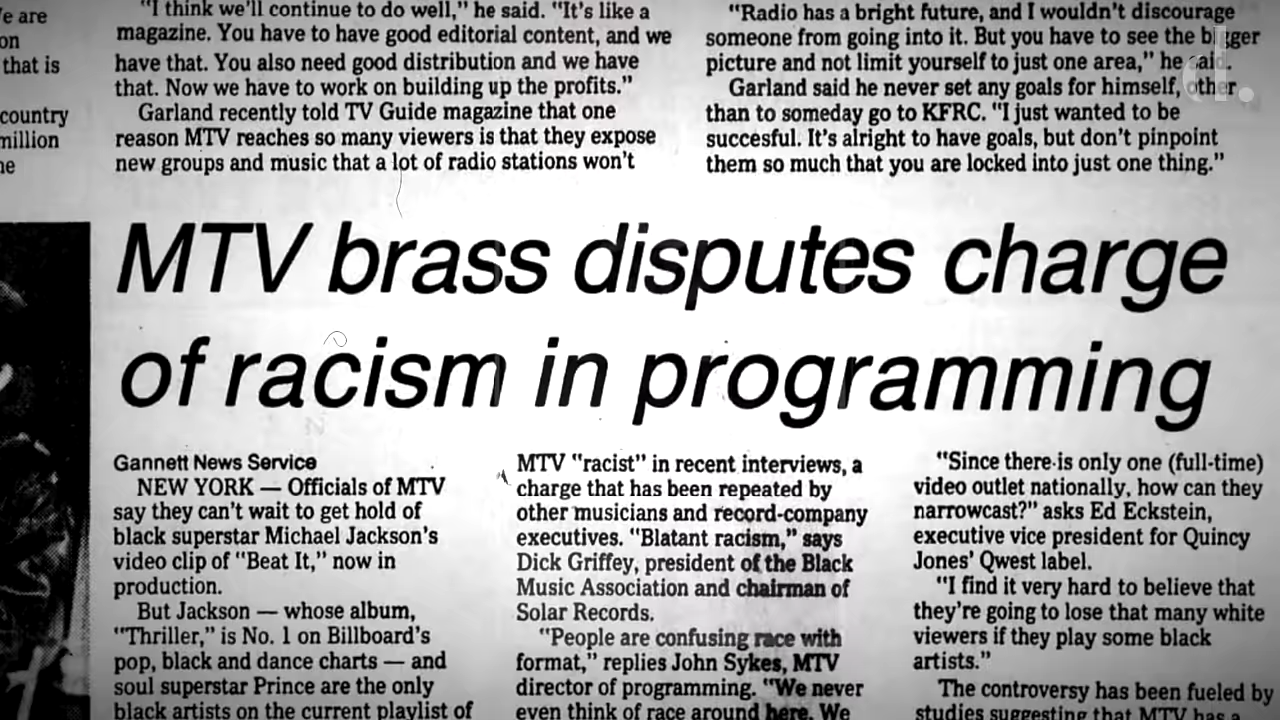 "I think we'll continue to do well," he said. "It's like a
magazine. You have to have good editorial content, and we
have that. You also need good distribution and we have
that. Now we have to work on building up the profits."
Garland recently told TV Guide magazine that one
reason MTV reaches so many viewers is that they expose
new groups and music that a lot of radio stations won't
"Radio has a bright future, and I wouldn't discourage
someone from going into it. But you have to see the bigger
picture and not limit yourself to just one area," he said.
Garland said he never set any goals for himself, other
than to someday go to KFRC. "I just wanted to be
succesful. It's alright to have goals, but don't pinpoint
them so much that you are locked into just one thing."
are
on
that is
country
million
d.
MTV brass disputes charge
of racism in programming
Gannett News Service
NEW YORK — Officials of MTV
say they can't wait to get hold of
black superstar Michael Jackson's
video clip of "Beat It," now in
production.
But Jackson — whose album,
"Thriller," is No. 1 on Billboard's
pop, black and dance charts — and
soul superstar Prince are the only
black artists on the current playlist of
MTV "racist" in recent interviews, a
charge that has been repeated by
other musicians and record-company
executives. "Blatant racism," says
Dick Griffey, president of the Black
Music Association and chairman of
Solar Records.
"People are confusing race with
format," replies John Sykes, MTV
director of programming. "We never
even think of race around here. We
"Since there is only one (full-time)
video outlet nationally, how can they
narrowcast?" asks Ed Eckstein,
executive vice president for Quincy
Jones' Qwest label.
"I find it very hard to believe that
they're going to lose that many white
viewers if they play some black
artists."
The controversy has been fueled by
studies suggesting that MTV has